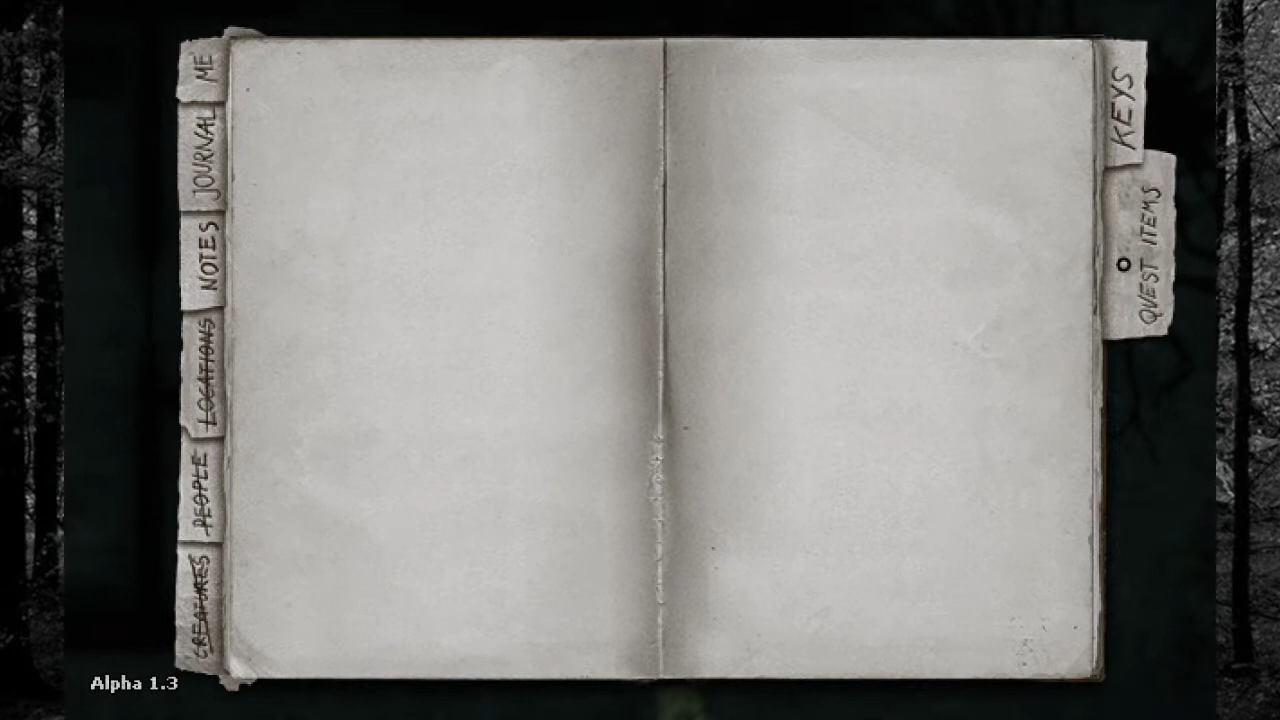 ME
JOURNAL
NOTES
LOCATIONS
PEOPLE
CREATURES
KEYS
QUEST ITEMS
Alpha 1.3